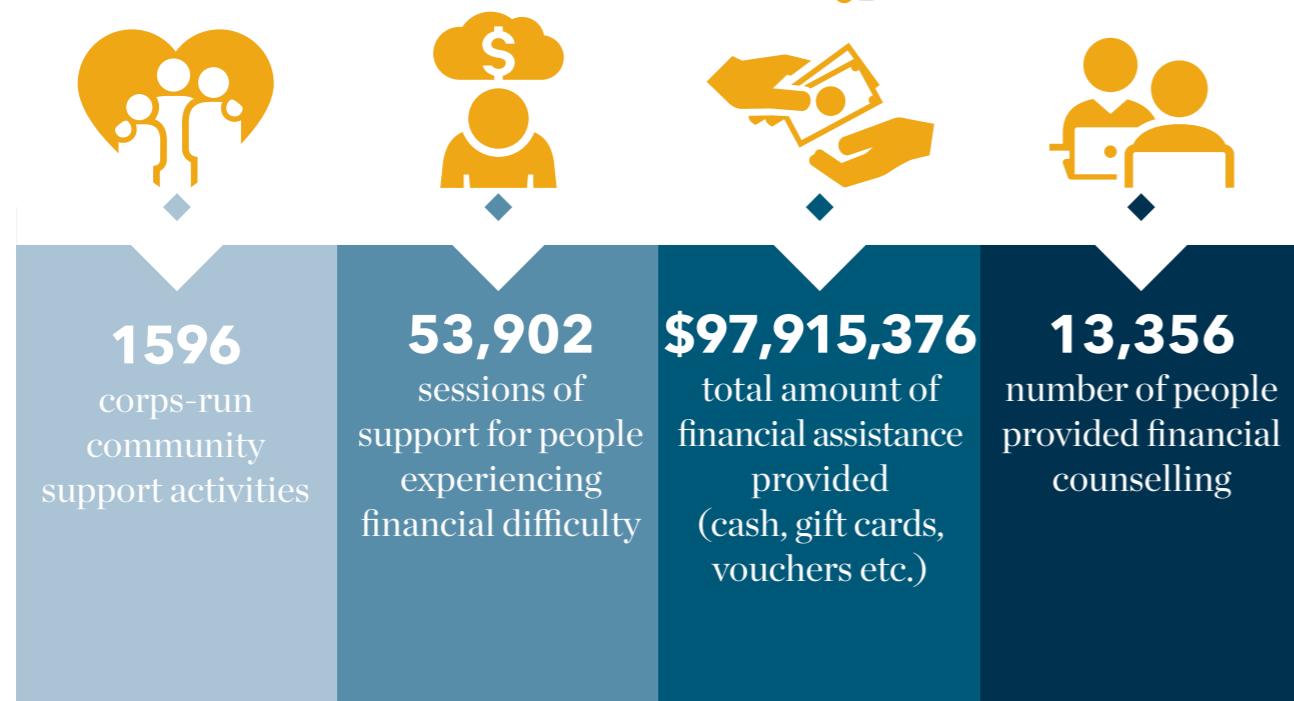 $
1596
corps-run
community
support activities
53,902
sessions of
support for people
experiencing
financial difficulty
$97,915,376
total amount of
financial assistance
provided
(cash, gift cards,
vouchers etc.)
13,356
number of people
provided financial
counselling